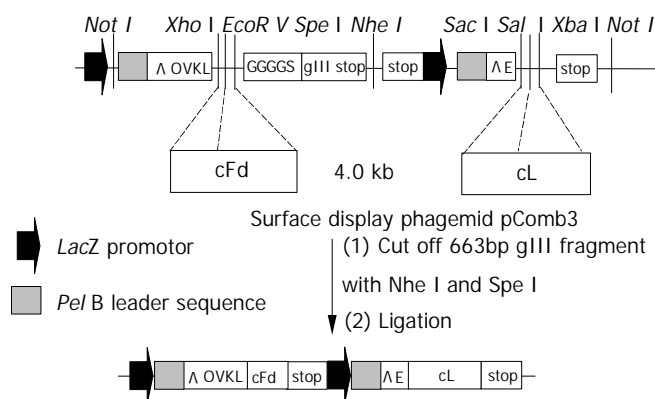 Not I Xho I EcoR V Spe I Nhe I Sac I Sal I Xba I Not I
Λ OVKL GGGGS gIII stop stop Λ E stop
cFd 4.0 kb cL
Surface display phagemid pComb3
LacZ promotor
(1) Cut off 663bp gIII fragment
with Nhe I and Spe I
Pel B leader sequence
(2) Ligation
Λ OVKL cFd stop Λ E cL stop